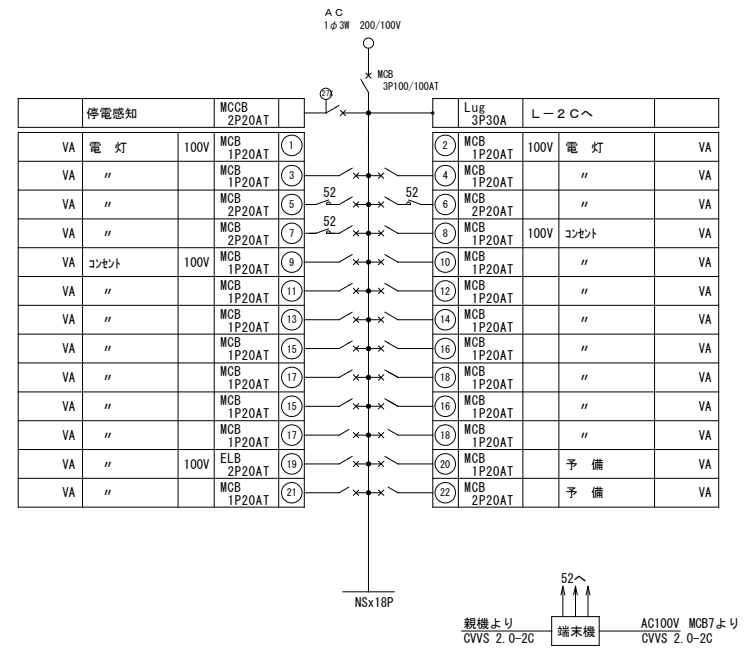 AC
1φ3W 200/100V
MCB
3P100/100AT
27X
停電感知 MCCB 2P20AT
Lug 3P30A L-2Cへ
VA 電 灯 100V MCB 1P20AT 1
2 MCB 1P20AT 100V 電 灯 VA
VA 〃 MCB 1P20AT 3
4 MCB 1P20AT 〃 VA
VA 〃 MCB 2P20AT 5 52
52 6 MCB 2P20AT 〃 VA
VA 〃 MCB 2P20AT 7 52
8 MCB 1P20AT 100V コンセント VA
VA コンセント 100V MCB 1P20AT 9
10 MCB 1P20AT 〃 VA
VA 〃 MCB 1P20AT 11
12 MCB 1P20AT 〃 VA
VA 〃 MCB 1P20AT 13
14 MCB 1P20AT 〃 VA
VA 〃 MCB 1P20AT 15
16 MCB 1P20AT 〃 VA
VA 〃 MCB 1P20AT 17
18 MCB 1P20AT 〃 VA
VA 〃 MCB 1P20AT 15
16 MCB 1P20AT 〃 VA
VA 〃 MCB 1P20AT 17
18 MCB 1P20AT 〃 VA
VA 〃 100V ELB 2P20AT 19
20 MCB 1P20AT 予 備 VA
VA 〃 MCB 1P20AT 21
22 MCB 2P20AT 予 備 VA
NSx18P
52へ
親機より
CVVS 2.0-2C
端末機
AC100V MCB7より
CVVS 2.0-2C